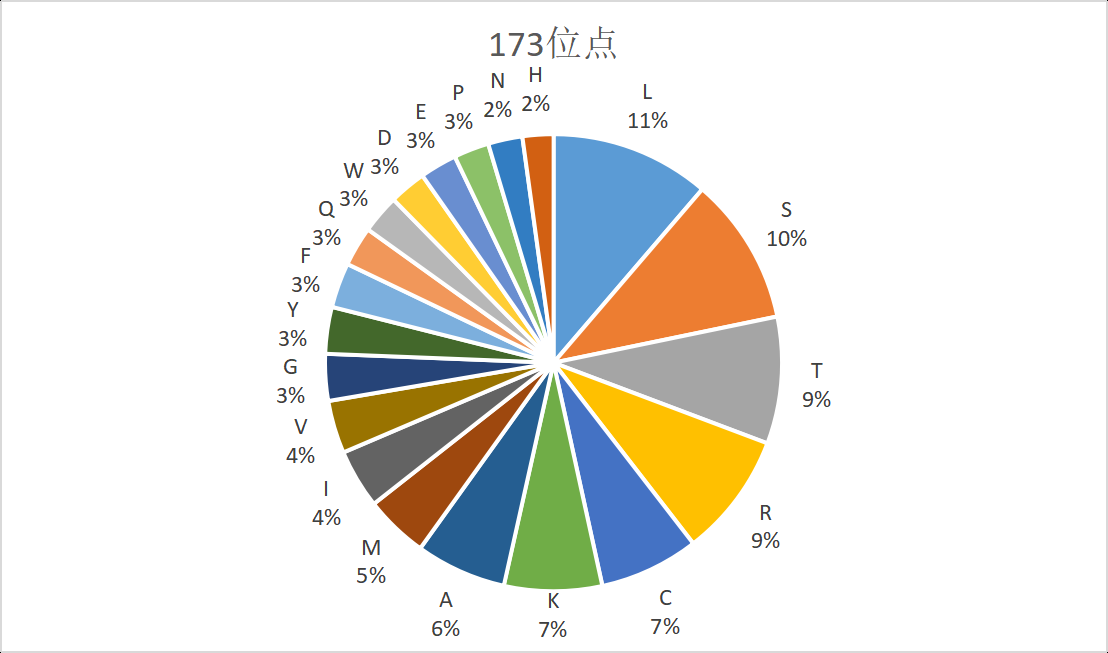 173位点
L
11%
S
10%
T
9%
R
9%
C
7%
K
7%
A
6%
M
5%
I
4%
V
4%
G
3%
Y
3%
F
3%
Q
3%
W
3%
D
3%
E
3%
P
3%
N
2%
H
2%